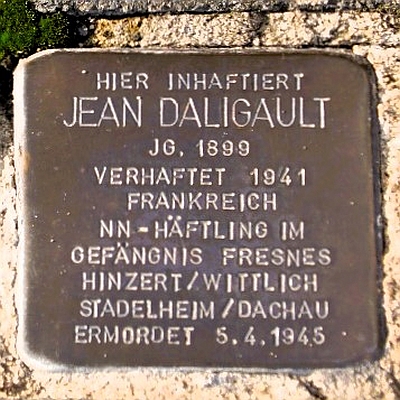 HIER INHAFTIERT
JEAN DALIGAULT
JG. 1899
VERHAFTET 1941
FRANKREICH
NN-HÄFTLING IM
GEFÄNGNIS FRESNES
HINZERT/WITTLICH
STADELHEIM/DACHAU
ERMORDET 5.4.1945